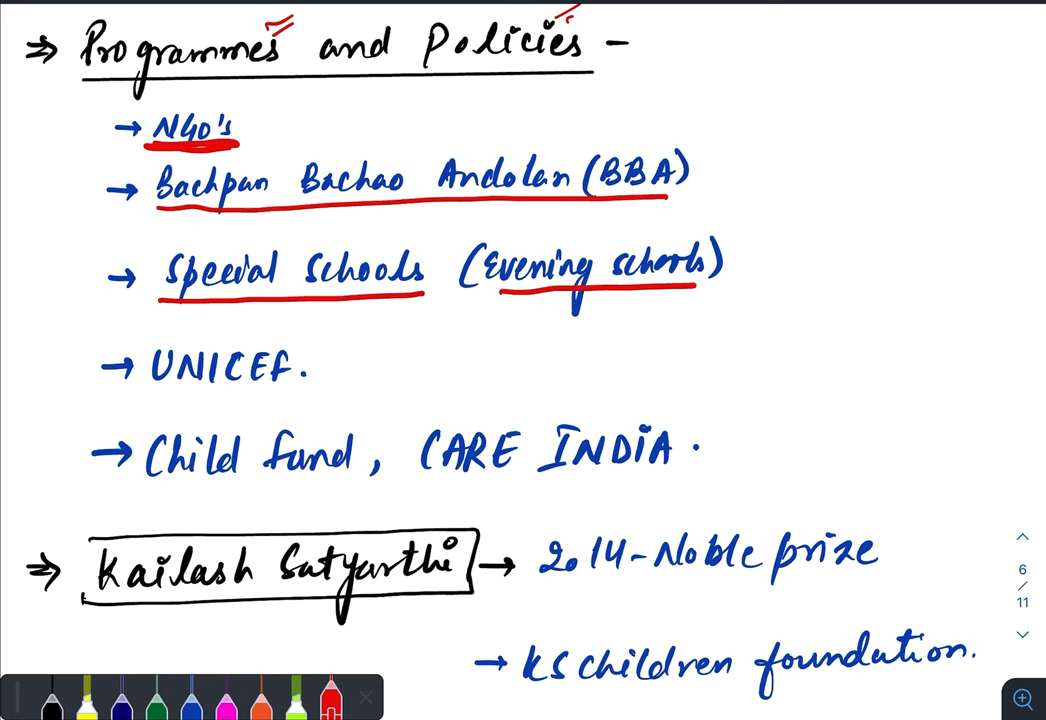 ⇒ Programmes and Policies -
→ NGO's
→ Bachpan Bachao Andolan (BBA)
→ Special Schools (Evening schools)
→ UNICEF.
→ Child fund, CARE INDIA.
⇒ Kailash Satyarthi → 2014-Noble prize
→ KS children foundation.
6
/
11